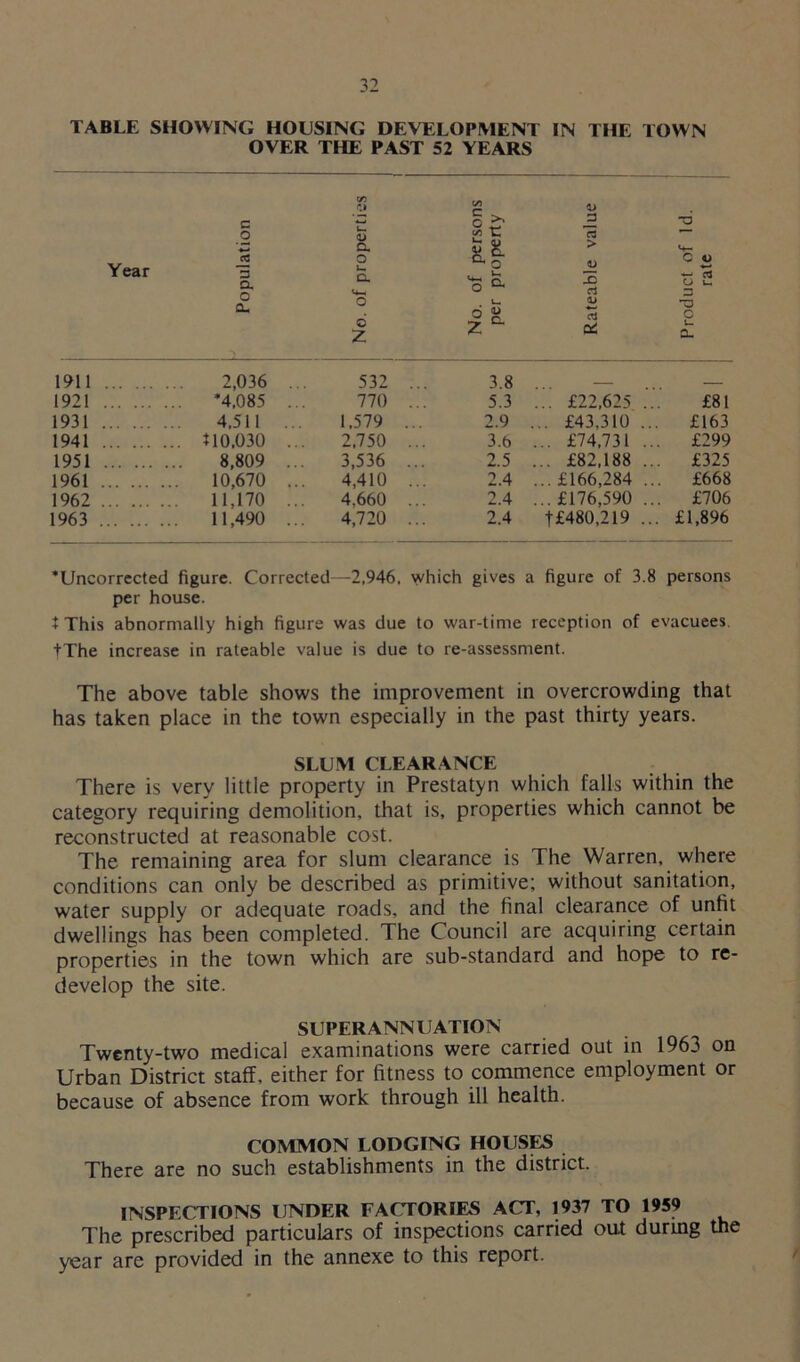 32
TABLE SHOWING HOUSING DEVELOPMENT IN THE TOWN
OVER THE PAST 52 YEARS
Year Population No. of properties No. of persons per property Rateable value Product of 1d. rate
1911 ... ... ... 2,036 ... 532 ... 3.8 ... — ... —
1921 ... ... ... *4,085 ... 770 ... 5.3 ... £22,625 ... £81
1931 ... ... ... 4,511 ... 1,579 ... 2.9 ... £43,310 ... £163
1941 ... ... ... ‡10,030 ... 2,750 ... 3.6 ... £74,731 ... £299
1951 ... ... ... 8,809 ... 3,536 ... 2.5 ... £82,188 ... £325
1961 ... ... ... 10,670 ... 4,410 ... 2.4 ... £166,284 ... £668
1962 ... ... ... 11,170 ... 4,660 ... 2.4 ... £176,590 ... £706
1963 ... ... ... 11,490 ... 4,720 ... 2.4 †£480,219 ... £1,896
*Uncorrected figure. Corrected—2,946, which gives a figure of 3.8 persons
per house.
‡ This abnormally high figure was due to war-time reception of evacuees.
†The increase in rateable value is due to re-assessment.
The above table shows the improvement in overcrowding that
has taken place in the town especially in the past thirty years.
SLUM CLEARANCE
There is very little property in Prestatyn which falls within the
category requiring demolition, that is, properties which cannot be
reconstructed at reasonable cost.
The remaining area for slum clearance is The Warren, where
conditions can only be described as primitive; without sanitation,
water supply or adequate roads, and the final clearance of unfit
dwellings has been completed. The Council are acquiring certain
properties in the town which are sub-standard and hope to re-
develop the site.
SUPERANNUATION
Twenty-two medical examinations were carried out in 1963 on
Urban District staff, either for fitness to commence employment or
because of absence from work through ill health.
COMMON LODGING HOUSES
There are no such establishments in the district.
INSPECTIONS UNDER FACTORIES ACT, 1937 TO 1959
The prescribed particulars of inspections carried out during the
year are provided in the annexe to this report.